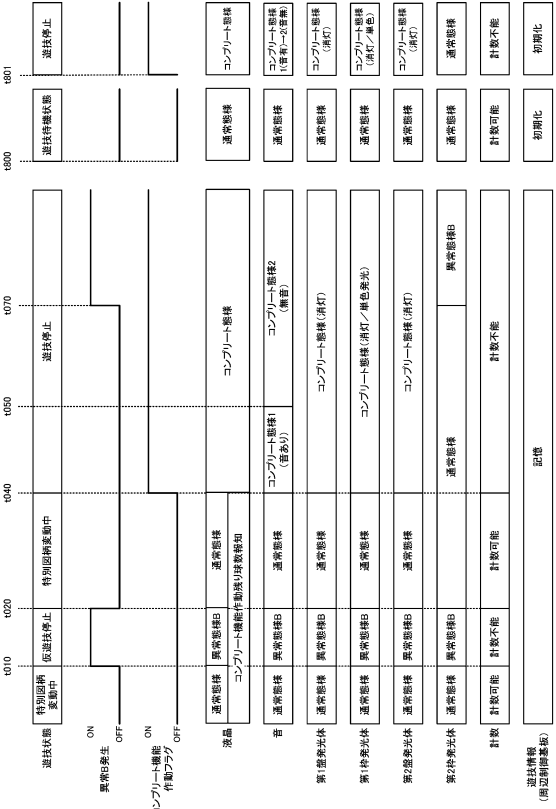 t010
t020
t040
t050
t070
t800
t801
遊技状態
特別図柄
変動中
仮遊技停止
特別図柄変動中
遊技停止
遊技待機状態
遊技停止
異常B発生
ON
OFF
ンプリート機能
作動フラグ
ON
OFF
液晶
通常態様
異常態様B
通常態様
コンプリート機能作動残り球数報知
コンプリート態様
通常態様
コンプリート態様
音
通常態様
異常態様B
通常態様
コンプリート態様1
(音あり)
コンプリート態様2
(無音)
通常態様
コンプリート態様
1(音有)→2(音無)
第1盤発光体
通常態様
異常態様B
通常態様
コンプリート態様(消灯)
通常態様
コンプリート態様
(消灯)
第1枠発光体
通常態様
異常態様B
通常態様
コンプリート態様(消灯/単色発光)
通常態様
コンプリート態様
(消灯/単色)
第2盤発光体
通常態様
異常態様B
通常態様
コンプリート態様(消灯)
通常態様
コンプリート態様
(消灯)
第2枠発光体
通常態様
異常態様B
通常態様
異常態様B
通常態様
通常態様
計数
計数可能
計数不能
計数可能
計数不能
計数可能
計数不能
遊技情報
(周辺制御基板)
記憶
初期化
初期化